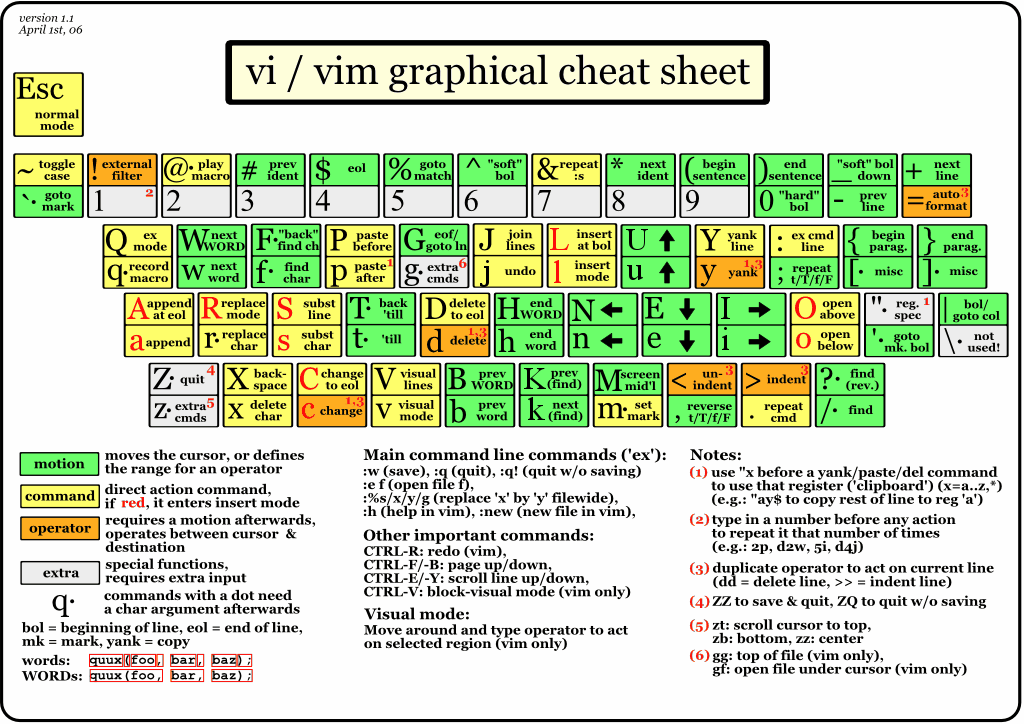 version 1.1
April 1st, 06
vi / vim graphical cheat sheet
Esc
normal
mode
~ toggle
case
`· goto
mark
! external
filter
1 2
@· play
macro
2
# prev
ident
3
$ eol
4
% goto
match
5
^ "soft"
bol
6
& repeat
:s
7
* next
ident
8
( begin
sentence
9
) end
sentence
0 "hard"
bol
_ "soft" bol
down
- prev
line
+ next
line
= auto 3
format
Q ex
mode
q· record
macro
W next
WORD
w next
word
F· "back"
find ch
f· find
char
P paste
before
p paste 1
after
G eof/
goto ln
g· extra 6
cmds
J join
lines
j undo
L insert
at bol
l insert
mode
U ⬆
u ⬆
Y yank
line
y yank 1,3
: ex cmd
line
; repeat
t/T/f/F
{ begin
parag.
[· misc
} end
parag.
]· misc
A append
at eol
a append
R replace
mode
r· replace
char
S subst
line
s subst
char
T· back
'till
t· 'till
D delete
to eol
d delete 1,3
H end
WORD
h end
word
N ⬅
n ⬅
E ⬇
e ⬇
I ➡
i ➡
O open
above
o open
below
"· reg. 1
spec
'· goto
mk. bol
| bol/
goto col
\· not
used!
Z· quit 4
z· extra 5
cmds
X back-
space
x delete
char
C change
to eol
c change 1,3
V visual
lines
v visual
mode
B prev
WORD
b prev
word
K prev
(find)
k next
(find)
M screen
mid'l
m· set
mark
< un- 3
indent
, reverse
t/T/f/F
> indent 3
. repeat
cmd
?· find
(rev.)
/· find
motion moves the cursor, or defines
the range for an operator
command direct action command,
if red, it enters insert mode
operator requires a motion afterwards,
operates between cursor &
destination
extra special functions,
requires extra input
q· commands with a dot need
a char argument afterwards
bol = beginning of line, eol = end of line,
mk = mark, yank = copy
words: quux(foo, bar, baz);
WORDs: quux(foo, bar, baz);
Main command line commands ('ex'):
:w (save), :q (quit), :q! (quit w/o saving)
:e f (open file f),
:%s/x/y/g (replace 'x' by 'y' filewide),
:h (help in vim), :new (new file in vim),
Other important commands:
CTRL-R: redo (vim),
CTRL-F/-B: page up/down,
CTRL-E/-Y: scroll line up/down,
CTRL-V: block-visual mode (vim only)
Visual mode:
Move around and type operator to act
on selected region (vim only)
Notes:
(1) use "x before a yank/paste/del command
to use that register ('clipboard') (x=a..z,*)
(e.g.: "ay$ to copy rest of line to reg 'a')
(2) type in a number before any action
to repeat it that number of times
(e.g.: 2p, d2w, 5i, d4j)
(3) duplicate operator to act on current line
(dd = delete line, >> = indent line)
(4) ZZ to save & quit, ZQ to quit w/o saving
(5) zt: scroll cursor to top,
zb: bottom, zz: center
(6) gg: top of file (vim only),
gf: open file under cursor (vim only)